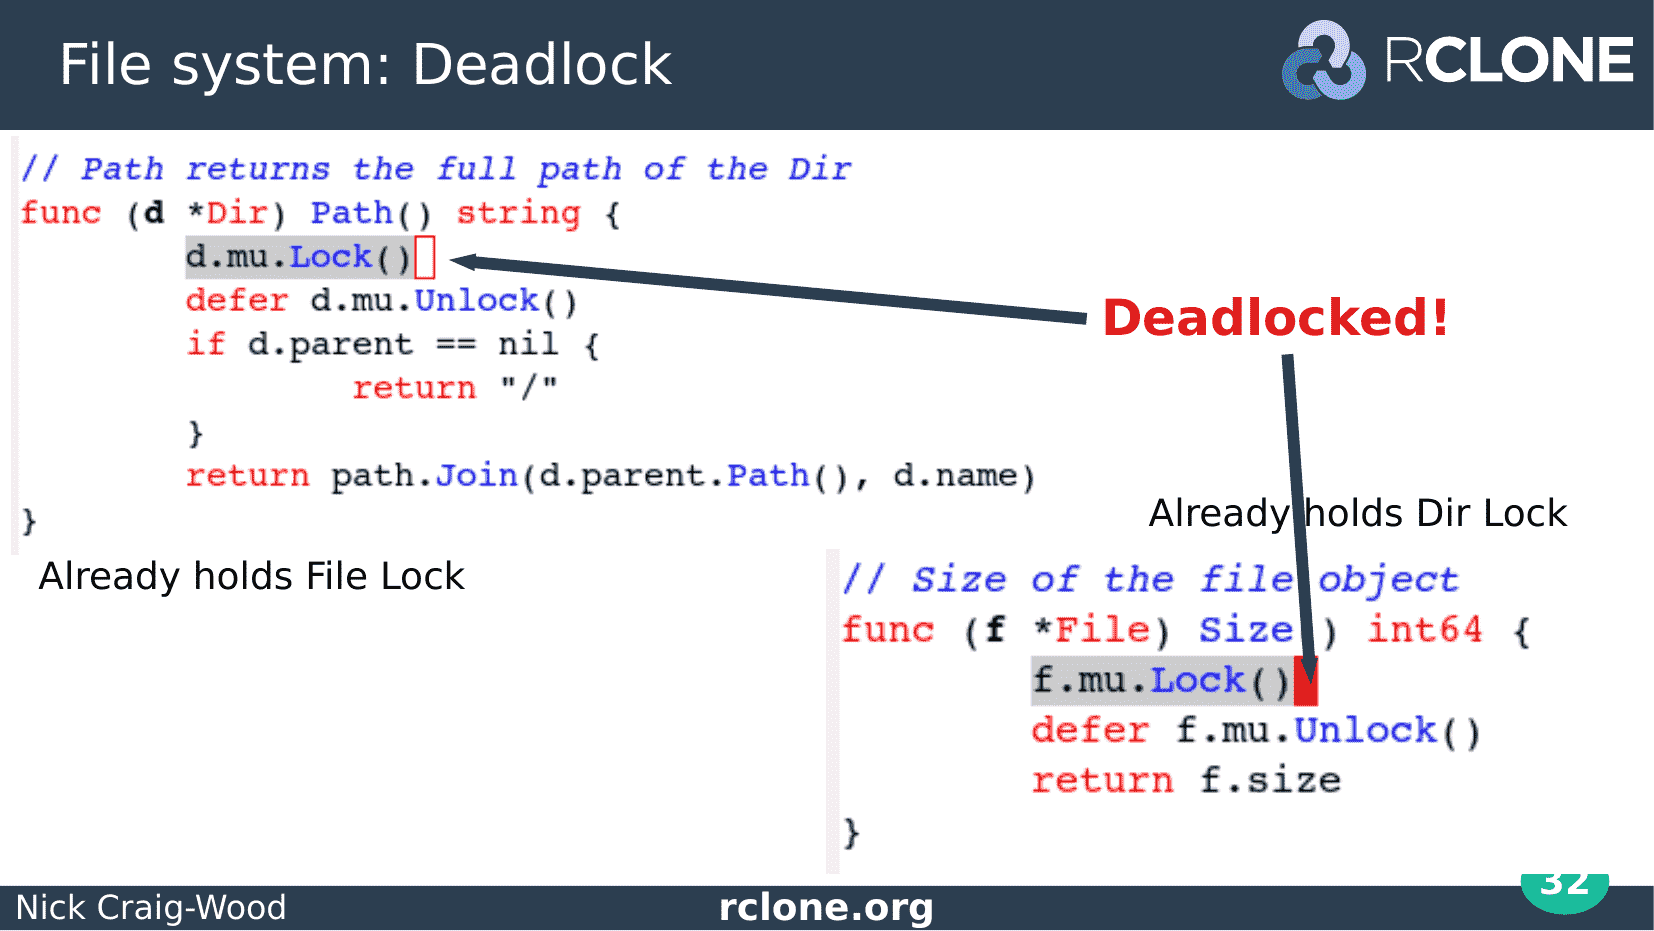 File system: Deadlock
RCLONE
// Path returns the full path of the Dir
func (d *Dir) Path() string {
d.mu.Lock()
defer d.mu.Unlock()
if d.parent == nil {
return "/"
}
return path.Join(d.parent.Path(), d.name)
}
Deadlocked!
Already holds File Lock
Already holds Dir Lock
// Size of the file object
func (f *File) Size ) int64 {
f.mu.Lock()
defer f.mu.Unlock()
return f.size
}
Nick Craig-Wood
rclone.org
32